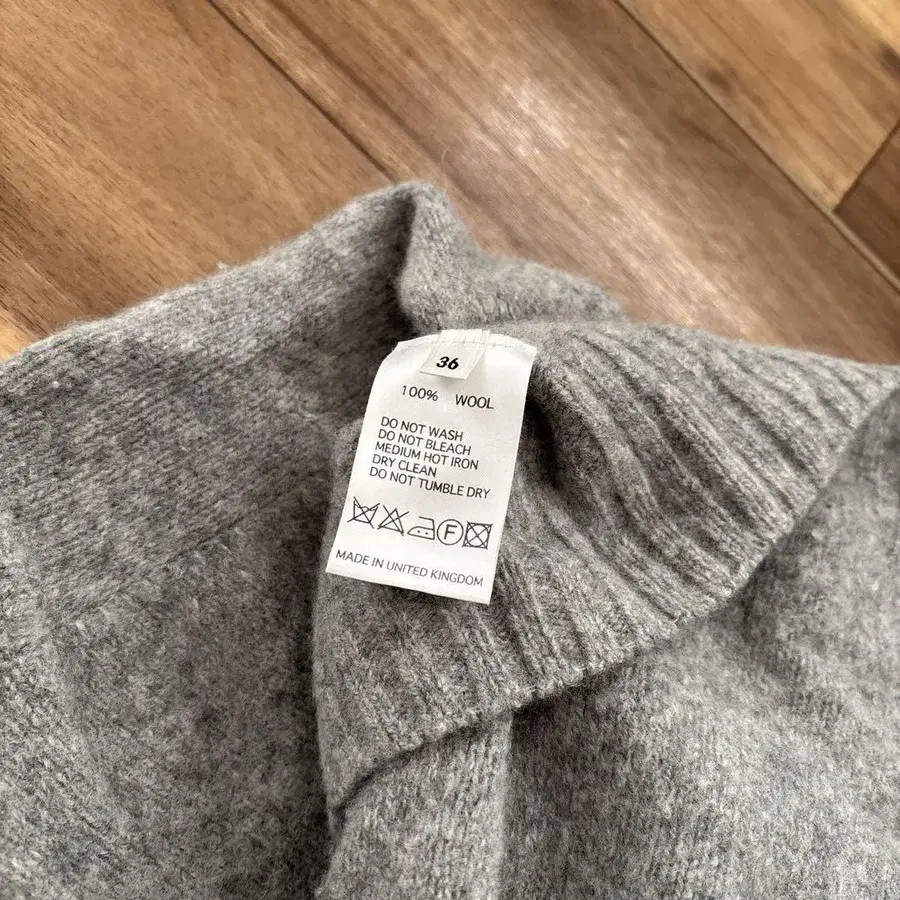 36
100% WOOL
DO NOT WASH
DO NOT BLEACH
MEDIUM HOT IRON
DRY CLEAN
DO NOT TUMBLE DRY
F
MADE IN UNITED KINGDOM